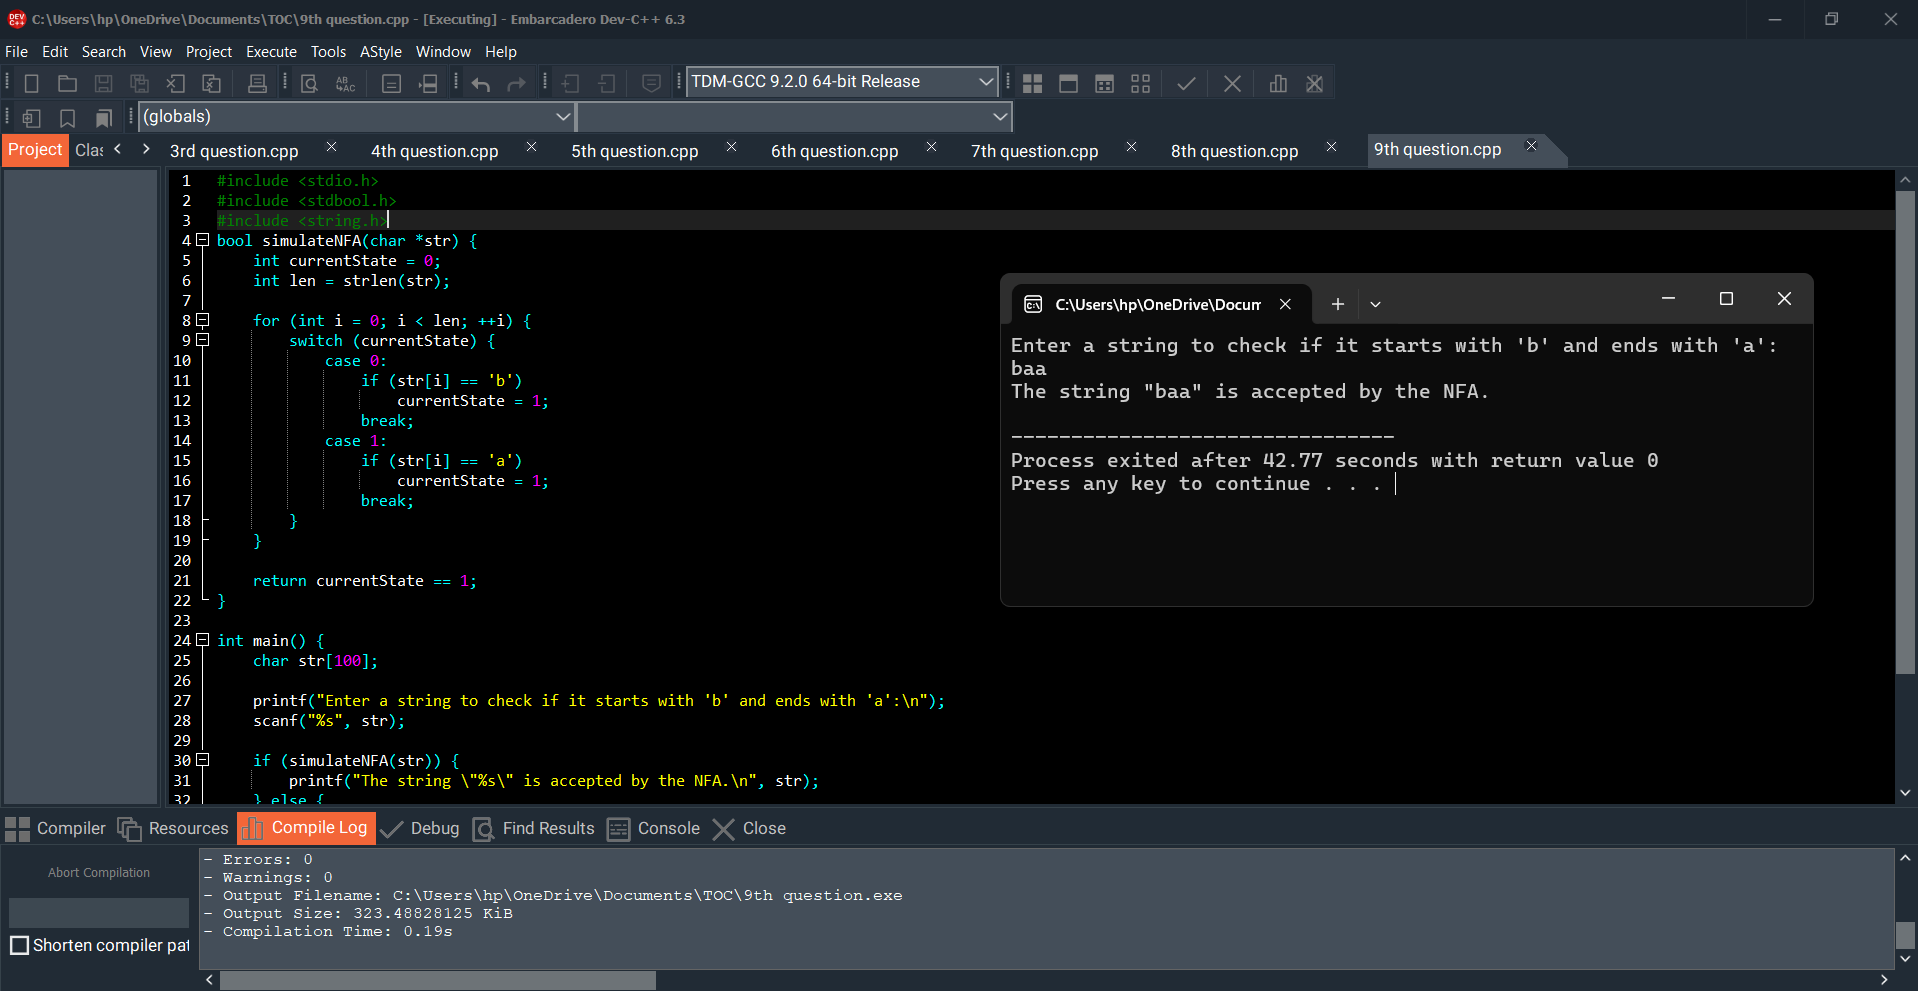 C:\Users\hp\OneDrive\Documents\TOC\9th question.cpp - [Executing] - Embarcadero Dev-C++ 6.3
File Edit Search View Project Execute Tools AStyle Window Help
TDM-GCC 9.2.0 64-bit Release
(globals)
Project Clas 3rd question.cpp 4th question.cpp 5th question.cpp 6th question.cpp 7th question.cpp 8th question.cpp 9th question.cpp
1 #include <stdio.h>
2 #include <stdbool.h>
3 #include <string.h>
4 bool simulateNFA(char *str) {
5 int currentState = 0;
6 int len = strlen(str);
7
8 for (int i = 0; i < len; ++i) {
9 switch (currentState) {
10 case 0:
11 if (str[i] == 'b')
12 currentState = 1;
13 break;
14 case 1:
15 if (str[i] == 'a')
16 currentState = 1;
17 break;
18 }
19 }
20
21 return currentState == 1;
22 }
23
24 int main() {
25 char str[100];
26
27 printf("Enter a string to check if it starts with 'b' and ends with 'a':\n");
28 scanf("%s", str);
29
30 if (simulateNFA(str)) {
31 printf("The string \"%s\" is accepted by the NFA.\n", str);
32 } else {
C:\Users\hp\OneDrive\Docum
Enter a string to check if it starts with 'b' and ends with 'a':
baa
The string "baa" is accepted by the NFA.
--------------------------------
Process exited after 42.77 seconds with return value 0
Press any key to continue . . .
Compiler Resources Compile Log Debug Find Results Console Close
Abort Compilation
Shorten compiler pat
- Errors: 0
- Warnings: 0
- Output Filename: C:\Users\hp\OneDrive\Documents\TOC\9th question.exe
- Output Size: 323.48828125 KiB
- Compilation Time: 0.19s